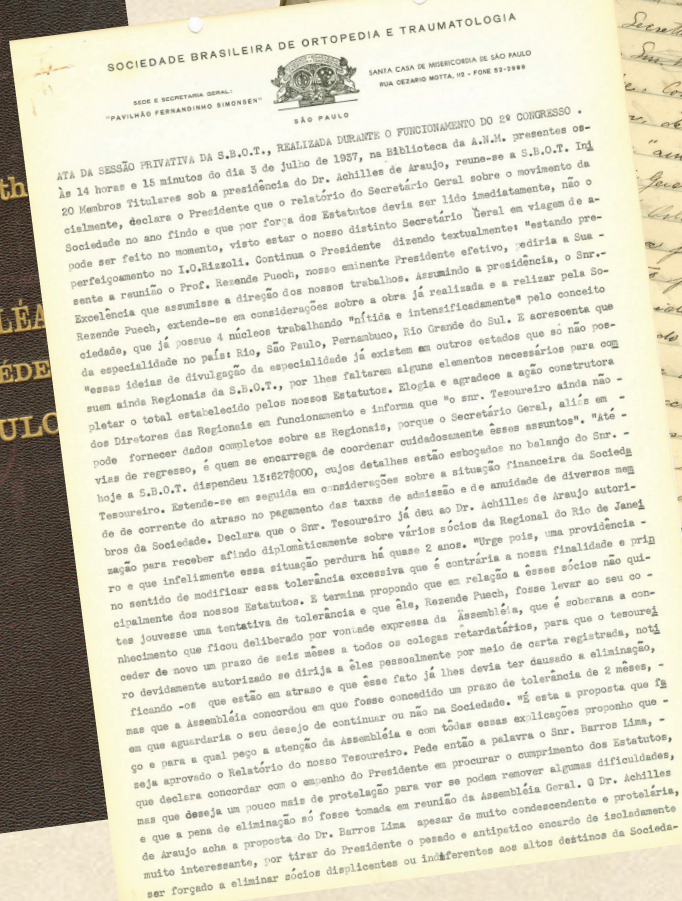 SOCIEDADE BRASILEIRA DE ORTOPEDIA E TRAUMATOLOGIA
SEDE E SECRETARIA GERAL:
"PAVILHÃO FERNANDINHO SIMONSEN"
SÃO PAULO
SANTA CASA DE MISERICORDIA DE SÃO PAULO
RUA CEZARIO MOTTA, 112 - FONE 52-2988
ATA DA SESSÃO PRIVATIVA DA S.B.O.T., REALIZADA DURANTE O FUNCIONAMENTO DO 2º CONGRESSO .
Às 14 horas e 15 minutos do dia 3 de julho de 1937, na Biblioteca da A.N.M. presentes os-
20 Membros Titulares sob a presidência do Dr. Achilles de Araujo, reune-se a S.B.O.T. Ini
cialmente, declara o Presidente que o relatório do Secretário Geral sobre o movimento da
Sociedade no ano findo e que por força dos Estatutos devia ser lido imediatamente, não o
pode ser feito no momento, visto estar o nosso distinto Secretário Geral em viagem de a-
perfeiçoamento no I.O.Rizzoli. Continua o Presidente dizendo textualmente: "estando pre-
sente a reunião o Prof. Rezende Puech, nosso eminente Presidente efetivo, pediria a Sua -
Excelência que assumisse a direção dos nossos trabalhos. Assumindo a presidência, o Snr.-
Rezende Puech, extende-se em considerações sobre a obra já realizada e a relizar pela So-
ciedade, que já possue 4 núcleos trabalhando "nítida e intensificadamente" pelo conceito
da especialidade no país: Rio, São Paulo, Pernambuco, Rio Grande do Sul. E acrescenta que
"essas ideias de divulgação da especialidade já existem em outros estados que só não pos-
suem ainda Regionais da S.B.O.T., por lhes faltarem alguns elementos necessários para com
pletar o total estabelecido pelos nossos Estatutos. Elogia e agradece a ação construtora
dos Diretores das Regionais em funcionamento e informa que "o snr. Tesoureiro ainda não -
pode fornecer dados completos sobre as Regionais, porque o Secretário Geral, aliás em -
vias de regresso, é quem se encarrega de coordenar cuidadosamente êsses assuntos". "Até -
hoje a S.B.O.T. dispendeu 13:627$000, cujos detalhes estão esboçados no balanço do Snr. -
Tesoureiro. Estende-se em seguida em considerações sobre a situação financeira da Socieda
de de corrente do atraso no pagamento das taxas de admissão e de anuidade de diversos mem
bros da Sociedade. Declara que o Snr. Tesoureiro já deu ao Dr. Achilles de Araujo autori-
zação para receber afindo diplomàticamente sobre vários sócios da Regional do Rio de Janei
ro e que infelizmente essa situação perdura há quase 2 anos. "Urge pois, uma providência -
no sentido de modificar essa tolerância excessiva que é contrária a nossa finalidade e prin
cipalmente dos nossos Estatutos. E termina propondo que em relação a êsses sócios não qui-
tes jouvesse uma tentativa de tolerância e que êle, Rezende Puech, fosse levar ao seu co -
nhecimento que ficou deliberado por vontade expressa da Assembléia, que é soberana a con-
ceder de novo um prazo de seis mêses a todos os colegas retardatários, para que o tesourei
ro devidamente autorizado se dirija a êles pessoalmente por meio de carta registrada, noti
ficando -os que estão em atraso e que êsse fato já lhes devia ter dausado a eliminação,
mas que a Assembléia concordou em que fosse concedido um prazo de tolerância de 2 mêses, -
em que aguardaria o seu desejo de continuar ou não na Sociedade. "É esta a proposta que fa
ço e para a qual peço a atenção da Assembléia e com tôdas essas explicações proponho que -
seja aprovado o Relatório do nosso Tesoureiro. Pede então a palavra o Snr. Barros Lima, -
que declara concordar com o empenho do Presidente em procurar o cumprimento dos Estatutos,
mas que deseja um pouco mais de protelação para ver se podem remover algumas dificuldades,
e que a pena de eliminação só fosse tomada em reunião da Assembléia Geral. O Dr. Achilles
de Araujo acha a proposta do Dr. Barros Lima apesar de muito condescendente e protelária,
muito interessante, por tirar do Presidente o pesado e antipatico encardo de isoladamente
ser forçado a eliminar sócios displicentes ou indiferentes aos altos destinos da Socieda-
th
LÉA
ÉDE
ULO